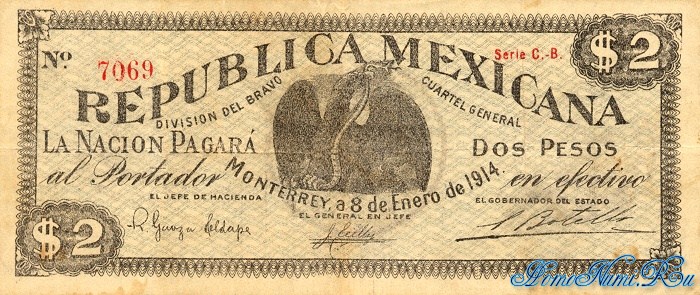 Nº 7069
Serie C.-B.
$2
REPUBLICA MEXICANA
DIVISION DEL BRAVO
CUARTEL GENERAL
LA NACION PAGARÁ
DOS PESOS
al Portador
en efectivo
MONTERREY, a 8 de Enero de 1914.
EL JEFE DE HACIENDA
EL GENERAL EN JEFE
EL GOBERNADOR DEL ESTADO
$2
© HomoNumi.Ru